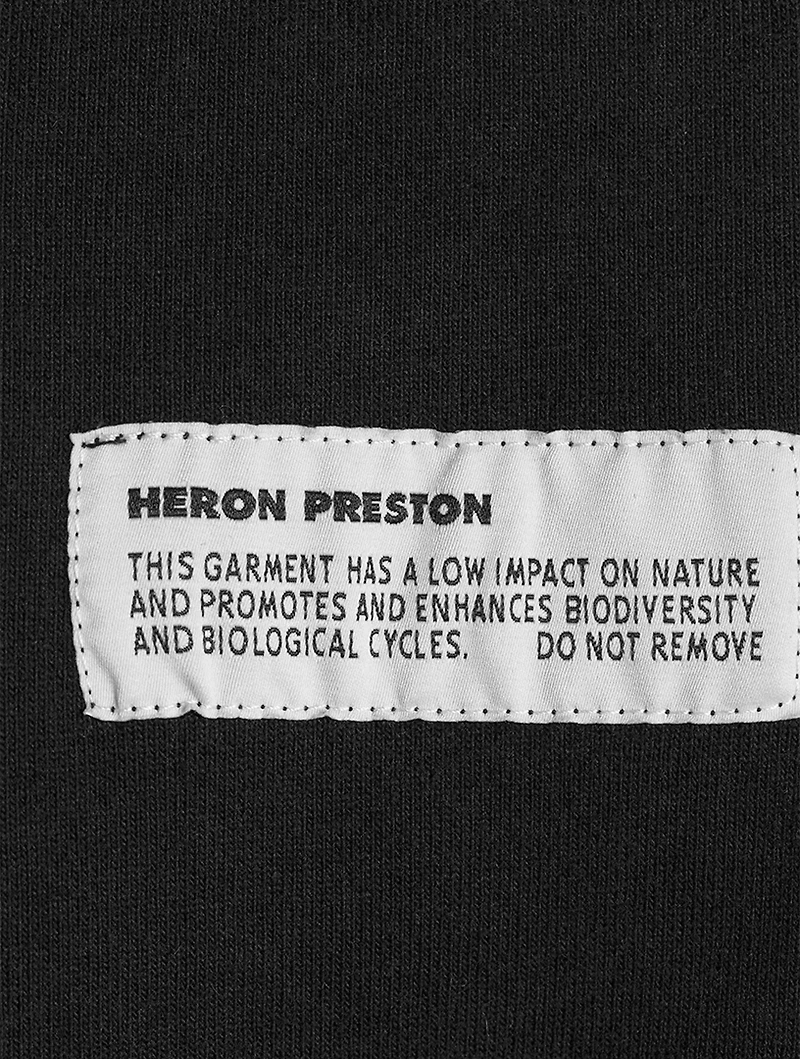 HERON PRESTON
THIS GARMENT HAS A LOW IMPACT ON NATURE
AND PROMOTES AND ENHANCES BIODIVERSITY
AND BIOLOGICAL CYCLES. DO NOT REMOVE